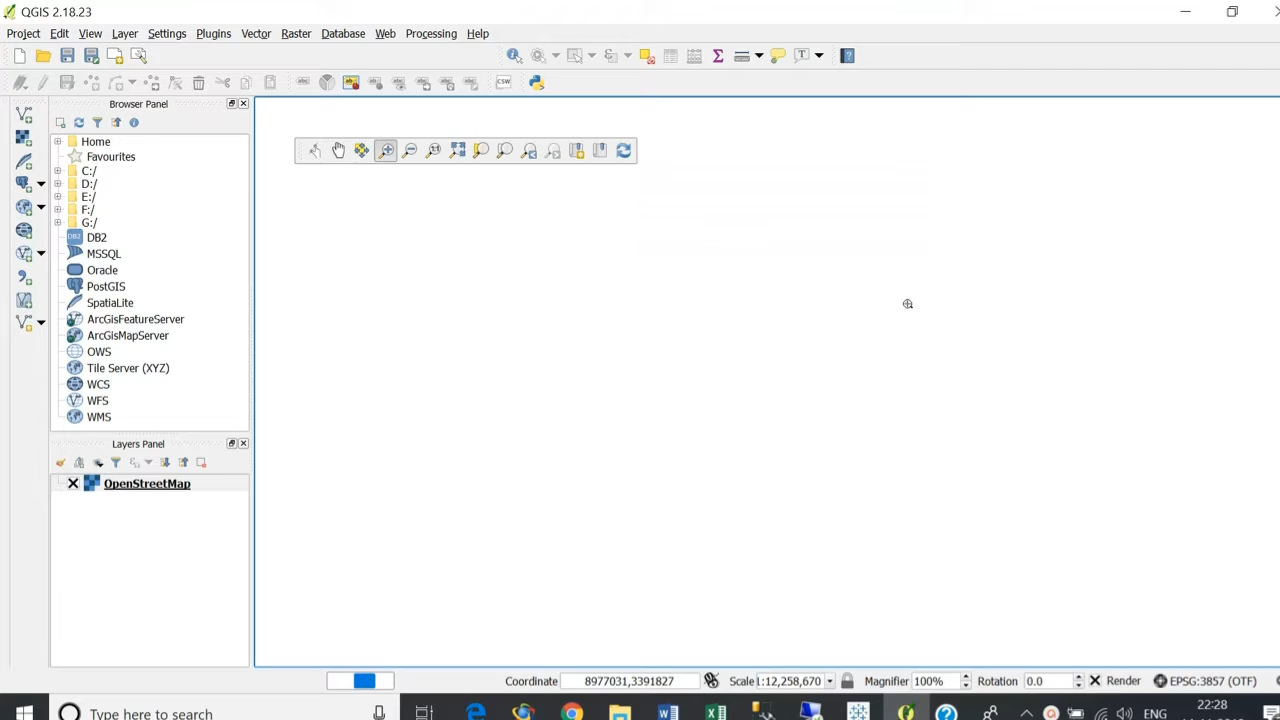 QGIS 2.18.23
Project Edit View Layer Settings Plugins Vector Raster Database Web Processing Help
CSW
Browser Panel
Home
Favourites
C:/
D:/
E:/
F:/
G:/
DB2 DB2
MSSQL
Oracle
PostGIS
SpatiaLite
ArcGisFeatureServer
ArcGisMapServer
OWS
Tile Server (XYZ)
WCS
WFS
WMS
Layers Panel
OpenStreetMap
Coordinate 8977031,3391827 Scale 1:12,258,670 Magnifier 100% Rotation 0.0 Render EPSG:3857 (OTF)
Type here to search
ENG
22:28